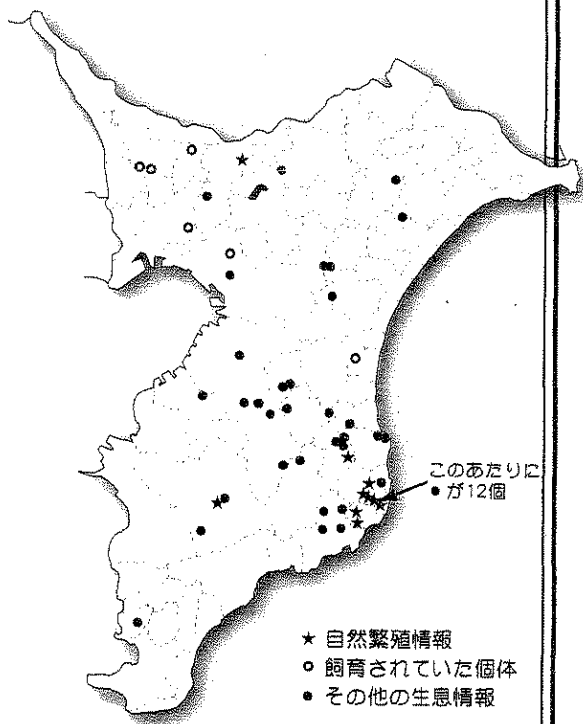 このあたりに
● が12個
★ 自然繁殖情報
○ 飼育されていた個体
● その他の生息情報